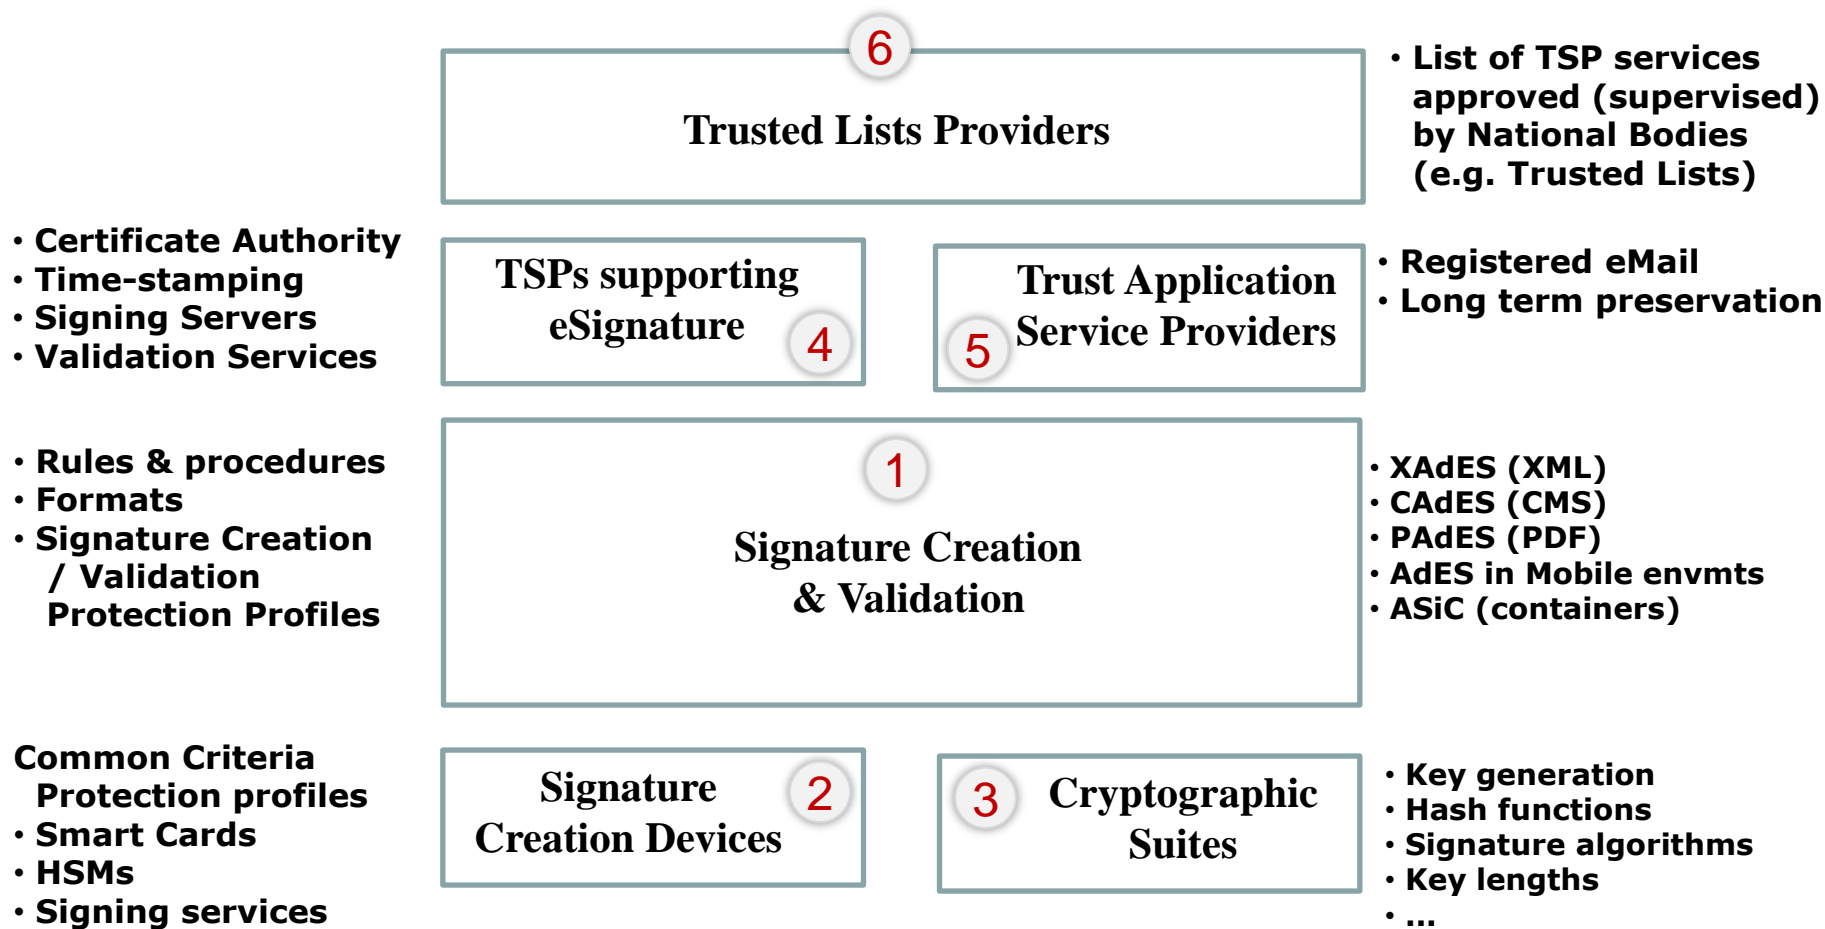 6
Trusted Lists Providers
• List of TSP services
approved (supervised)
by National Bodies
(e.g. Trusted Lists)
• Certificate Authority
• Time-stamping
• Signing Servers
• Validation Services
TSPs supporting
eSignature
4
Trust Application
Service Providers
5
• Registered eMail
• Long term preservation
• Rules & procedures
• Formats
• Signature Creation
/ Validation
Protection Profiles
1
Signature Creation
& Validation
• XAdES (XML)
• CAdES (CMS)
• PAdES (PDF)
• AdES in Mobile envmts
• ASiC (containers)
Common Criteria
Protection profiles
• Smart Cards
• HSMs
• Signing services
Signature
Creation Devices
2
3
Cryptographic
Suites
• Key generation
• Hash functions
• Signature algorithms
• Key lengths
• ...